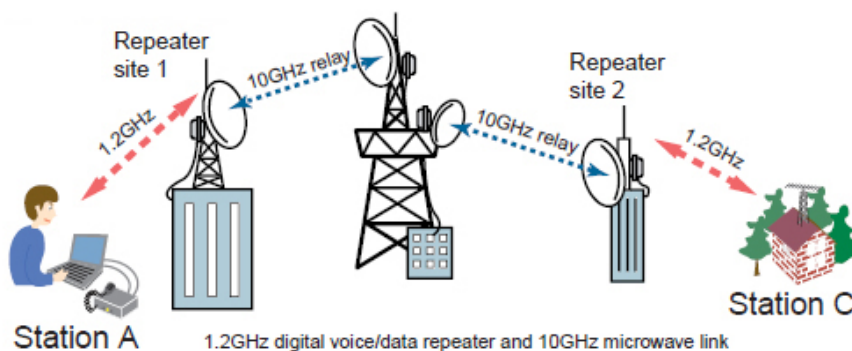 Repeater
site 1
10GHz relay
1.2GHz
Repeater
site 2
10GHz relay
1.2GHz
Station A
Station C
1.2GHz digital voice/data repeater and 10GHz microwave link